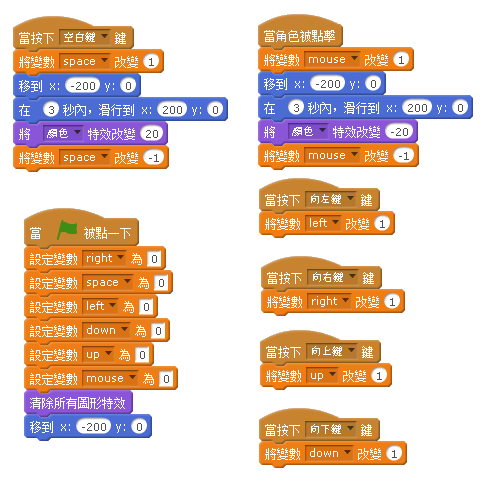 當按下 空白鍵 鍵
將變數 space 改變 1
移到 x: -200 y: 0
在 3 秒內，滑行到 x: 200 y: 0
將 顏色 特效改變 20
將變數 space 改變 -1
當角色被點擊
將變數 mouse 改變 1
移到 x: -200 y: 0
在 3 秒內，滑行到 x: 200 y: 0
將 顏色 特效改變 -20
將變數 mouse 改變 -1
當按下 向左鍵 鍵
將變數 left 改變 1
當 被點一下
設定變數 right 為 0
設定變數 space 為 0
設定變數 left 為 0
設定變數 down 為 0
設定變數 up 為 0
設定變數 mouse 為 0
清除所有圖形特效
移到 x: -200 y: 0
當按下 向右鍵 鍵
將變數 right 改變 1
當按下 向上鍵 鍵
將變數 up 改變 1
當按下 向下鍵 鍵
將變數 down 改變 1